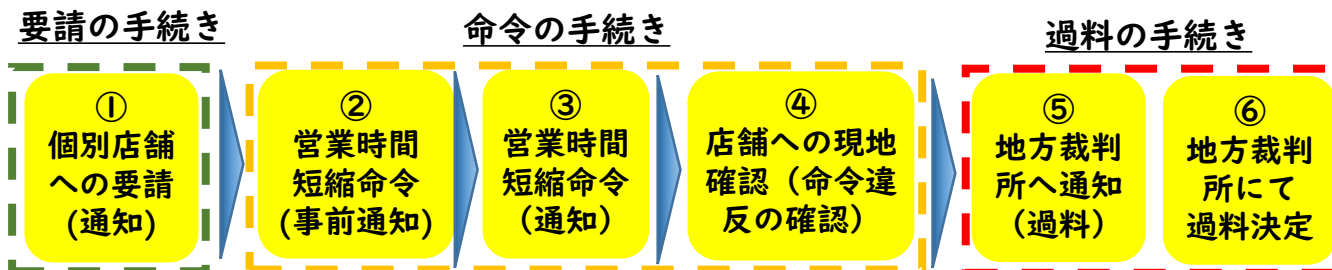 要請の手続き
命令の手続き
過料の手続き
①
個別店舗
への要請
(通知)
②
営業時間
短縮命令
(事前通知)
③
営業時間
短縮命令
（通知）
④
店舗への現地
確認（命令違
反の確認）
⑤
地方裁判
所へ通知
（過料）
⑥
地方裁判
所にて
過料決定